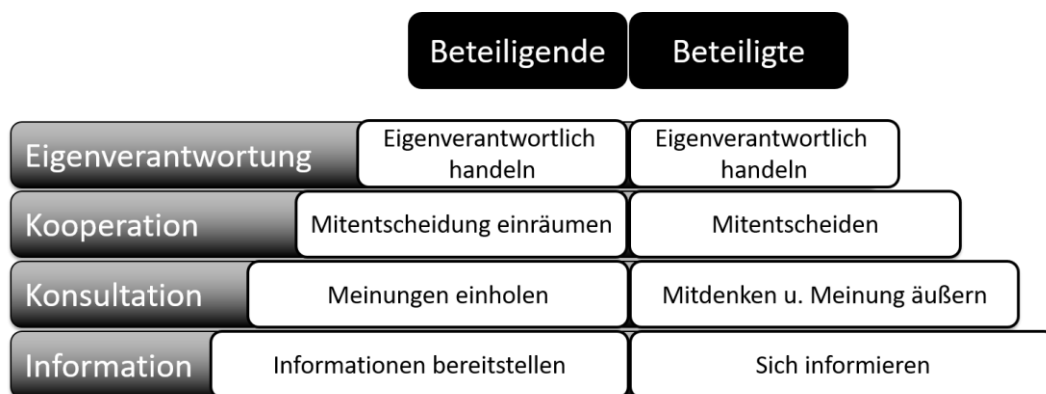 Beteiligende Beteiligte
Eigenverantwortung
Eigenverantwortlich
handeln
Eigenverantwortlich
handeln
Kooperation
Mitentscheidung einräumen
Mitentscheiden
Konsultation
Meinungen einholen
Mitdenken u. Meinung äußern
Information
Informationen bereitstellen
Sich informieren